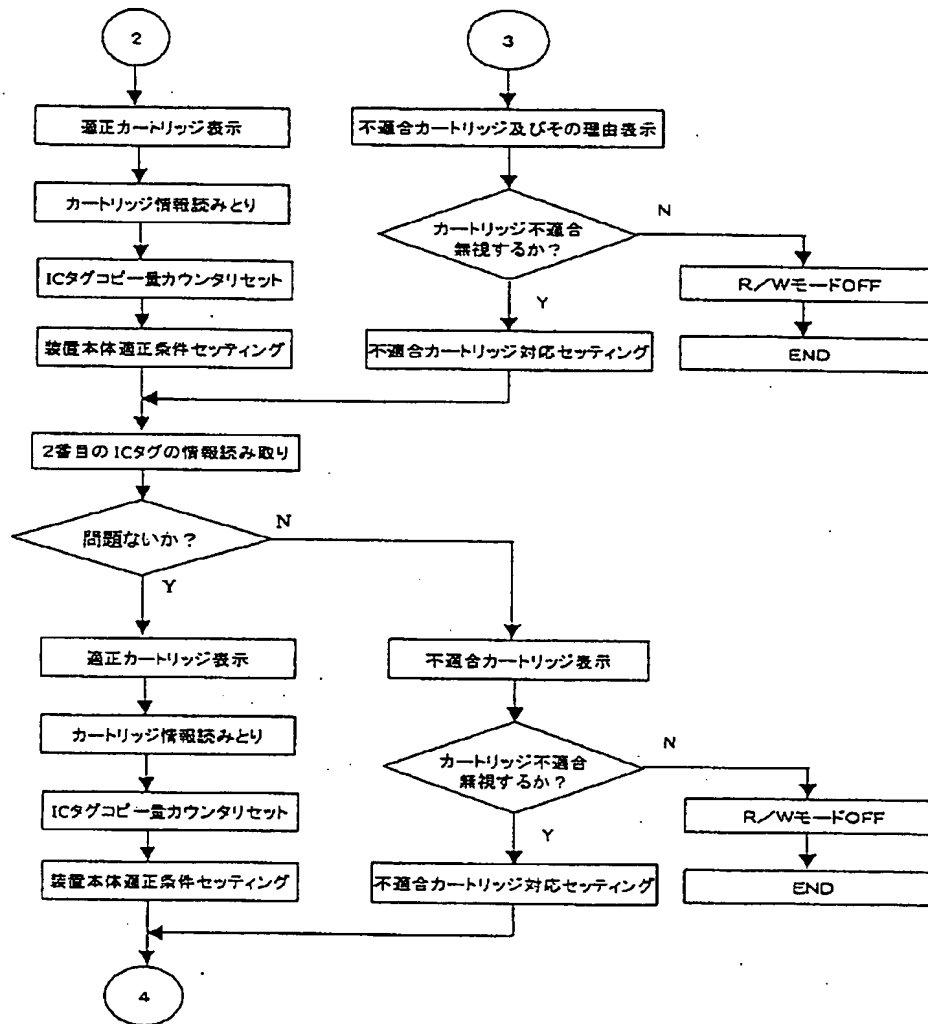 2
3
適正カートリッジ表示
不適合カートリッジ及びその理由表示
カートリッジ情報読みとり
カートリッジ不適合
無視するか？
N
ICタグコピー量カウンタリセット
R／WモードOFF
Y
装置本体適正条件セッティング
不適合カートリッジ対応セッティング
END
2番目のICタグの情報読み取り
問題ないか？
N
Y
適正カートリッジ表示
不適合カートリッジ表示
カートリッジ情報読みとり
カートリッジ不適合
無視するか？
N
ICタグコピー量カウンタリセット
R／WモードOFF
Y
装置本体適正条件セッティング
不適合カートリッジ対応セッティング
END
4